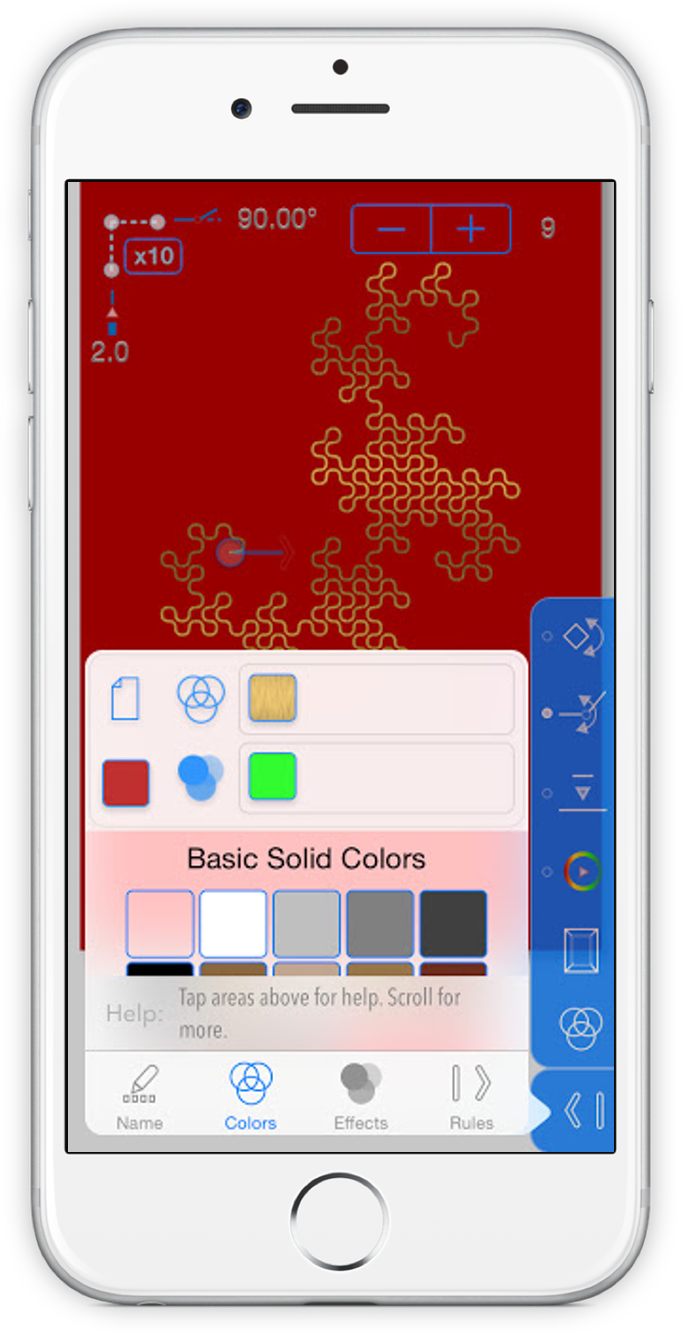 90.00°
− +
9
x10
2.0
Basic Solid Colors
Help:
Tap areas above for help. Scroll for
more.
Name
Colors
Effects
Rules